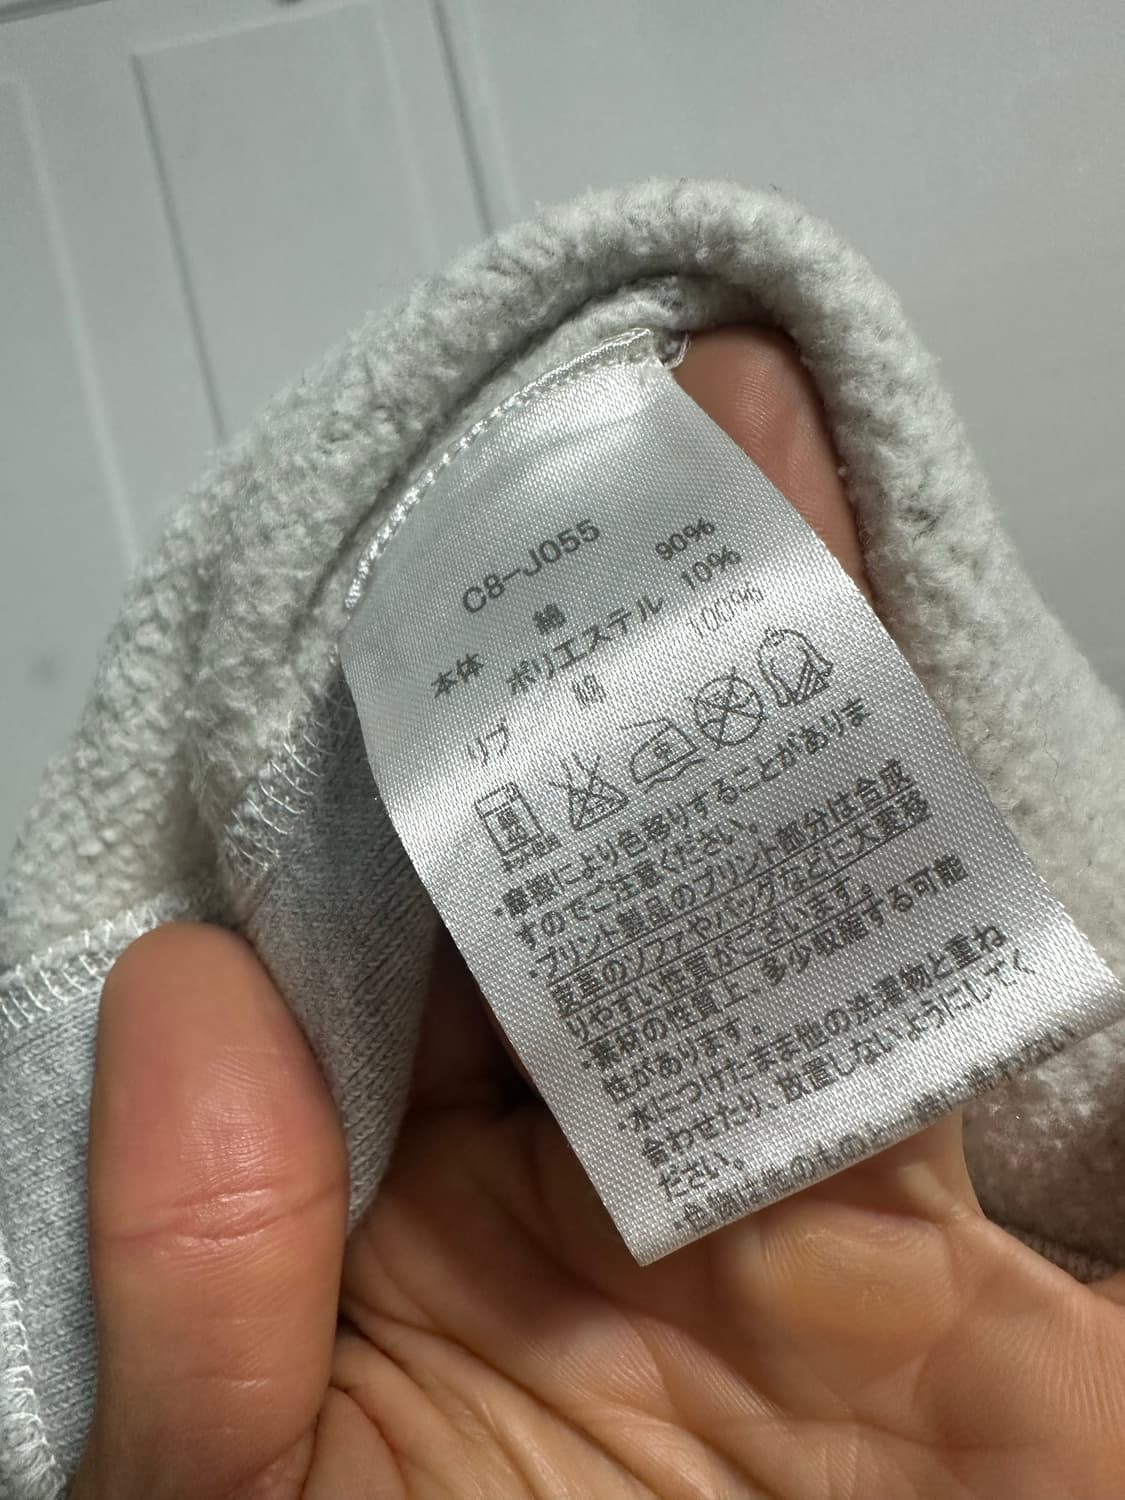 C8-J055
綿 90%
本体 ポリエステル 10%
リブ 綿 100%
・摩擦により色移りすることがありま
すのでご注意ください。
・プリント製品のプリント部分は合成
皮革のソファやバッグなどに大変移
りやすい性質がございます。
・素材の性質上、多少収縮する可能
性があります。
・水につけたまま他の洗濯物と重ね
合わせたり、放置しないようにしてく
ださい。